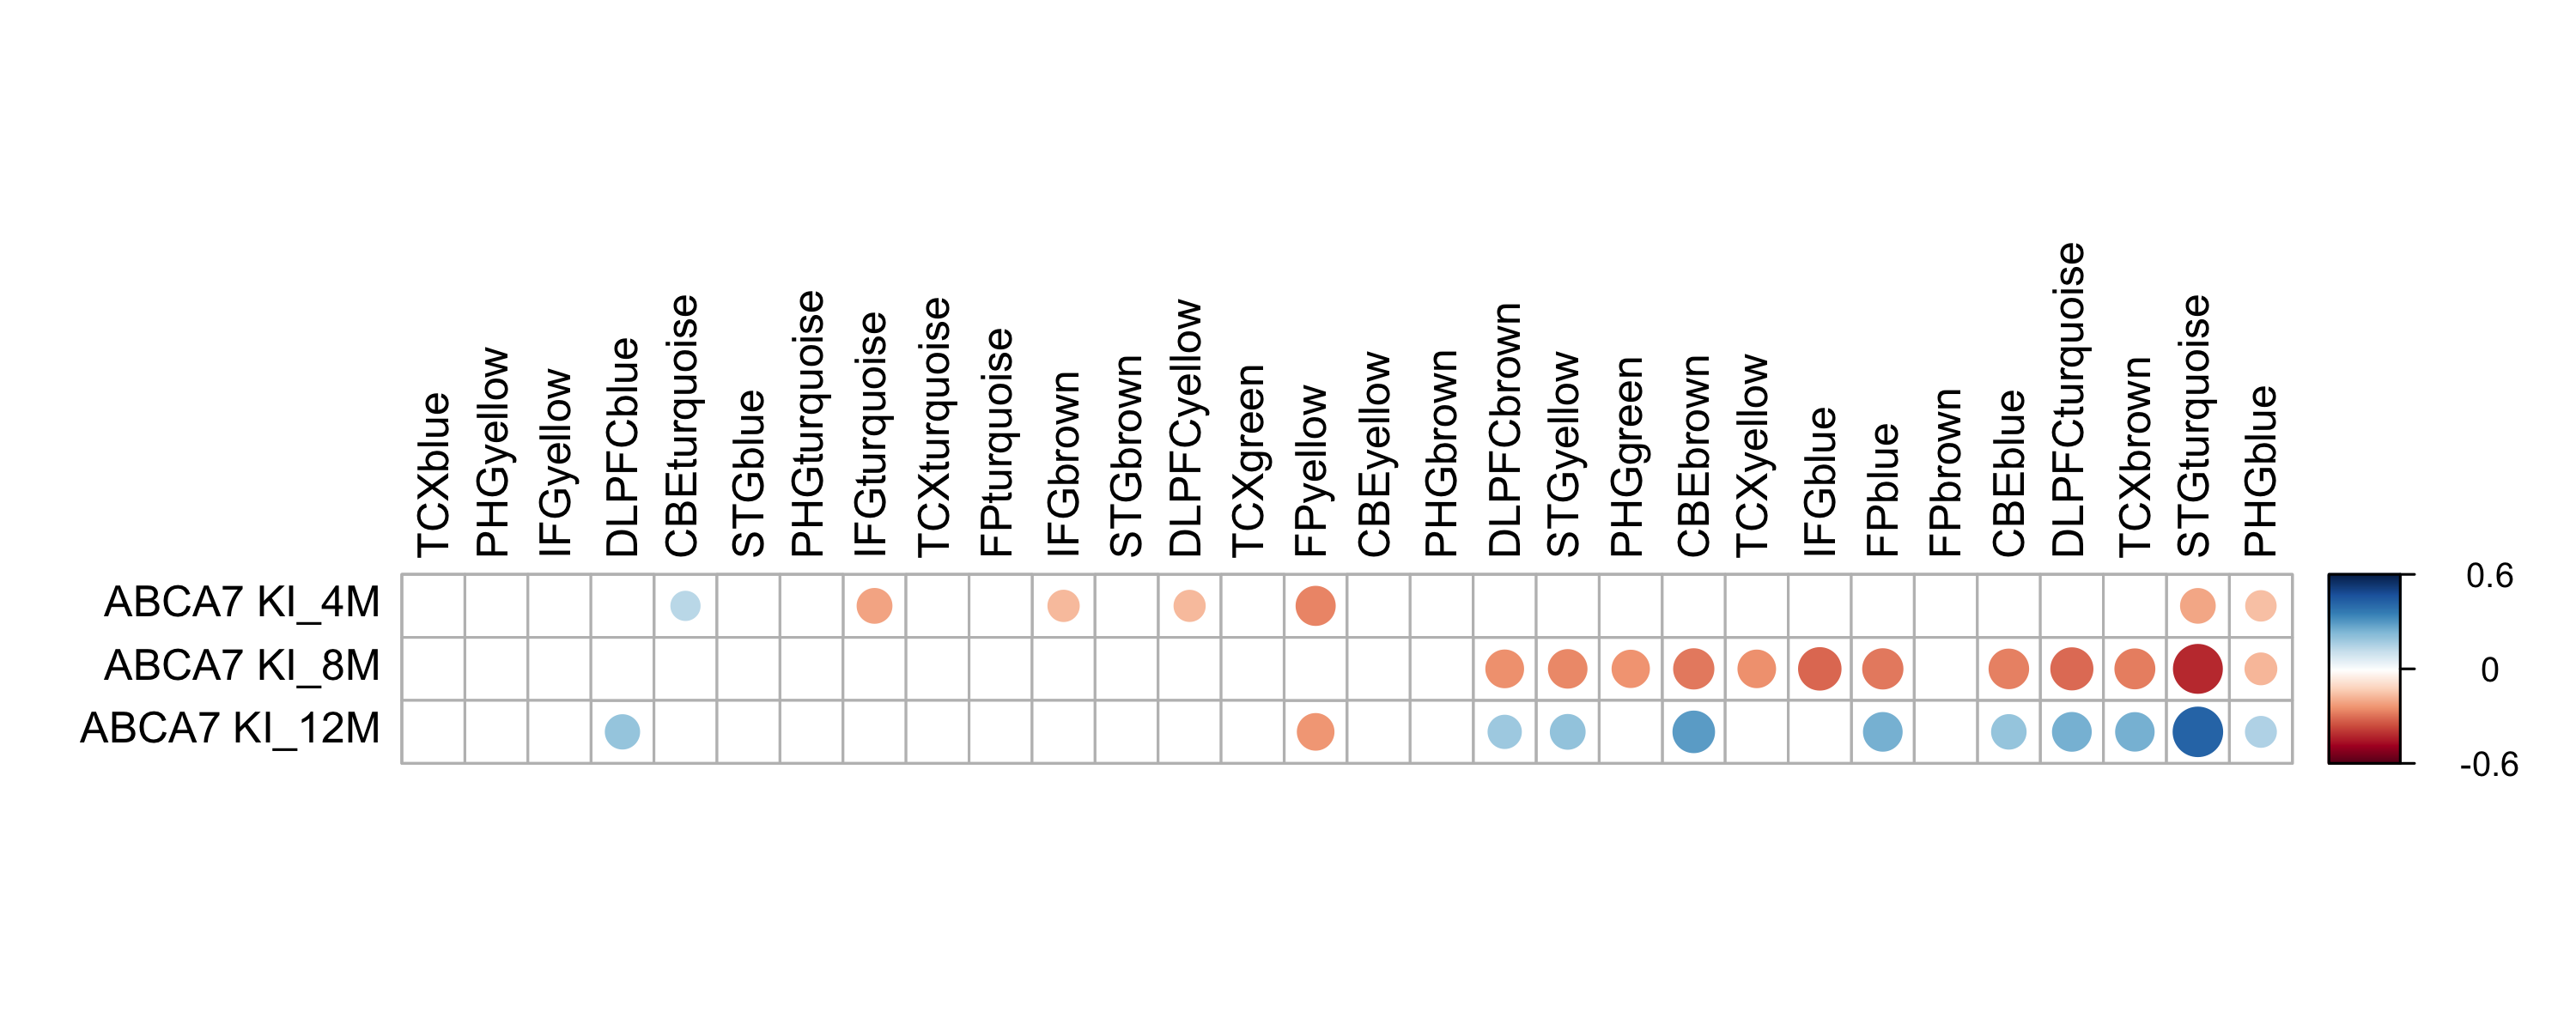 TCXblue
PHGyellow
IFGyellow
DLPFCblue
CBEturquoise
STGblue
PHGturquoise
IFGturquoise
TCXturquoise
FPturquoise
IFGbrown
STGbrown
DLPFCyellow
TCXgreen
FPyellow
CBEyellow
PHGbrown
DLPFCbrown
STGyellow
PHGgreen
CBEbrown
TCXyellow
IFGblue
FPblue
FPbrown
CBEblue
DLPFCturquoise
TCXbrown
STGturquoise
PHGblue
ABCA7 KI_4M
ABCA7 KI_8M
ABCA7 KI_12M
0.6
0
-0.6